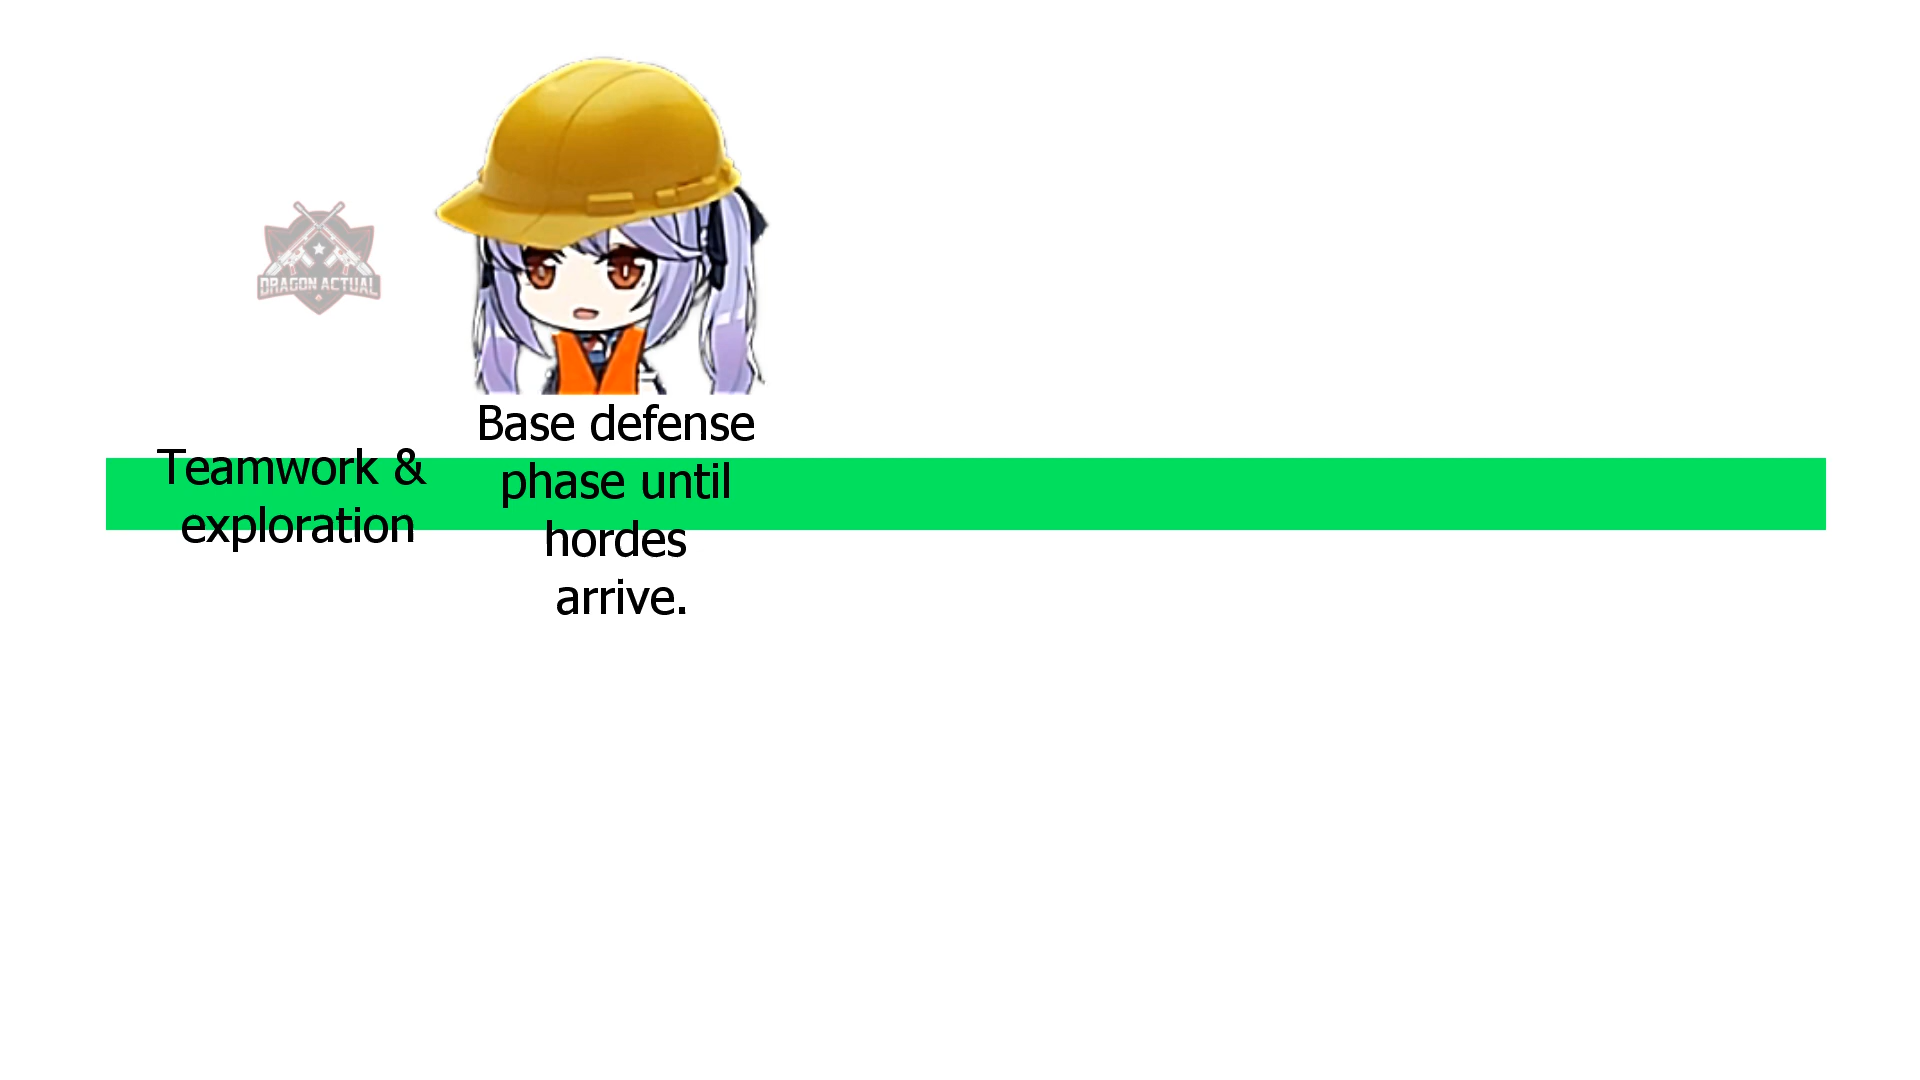 DRAGON ACTUAL
Teamwork &
exploration
Base defense
phase until
hordes
arrive.